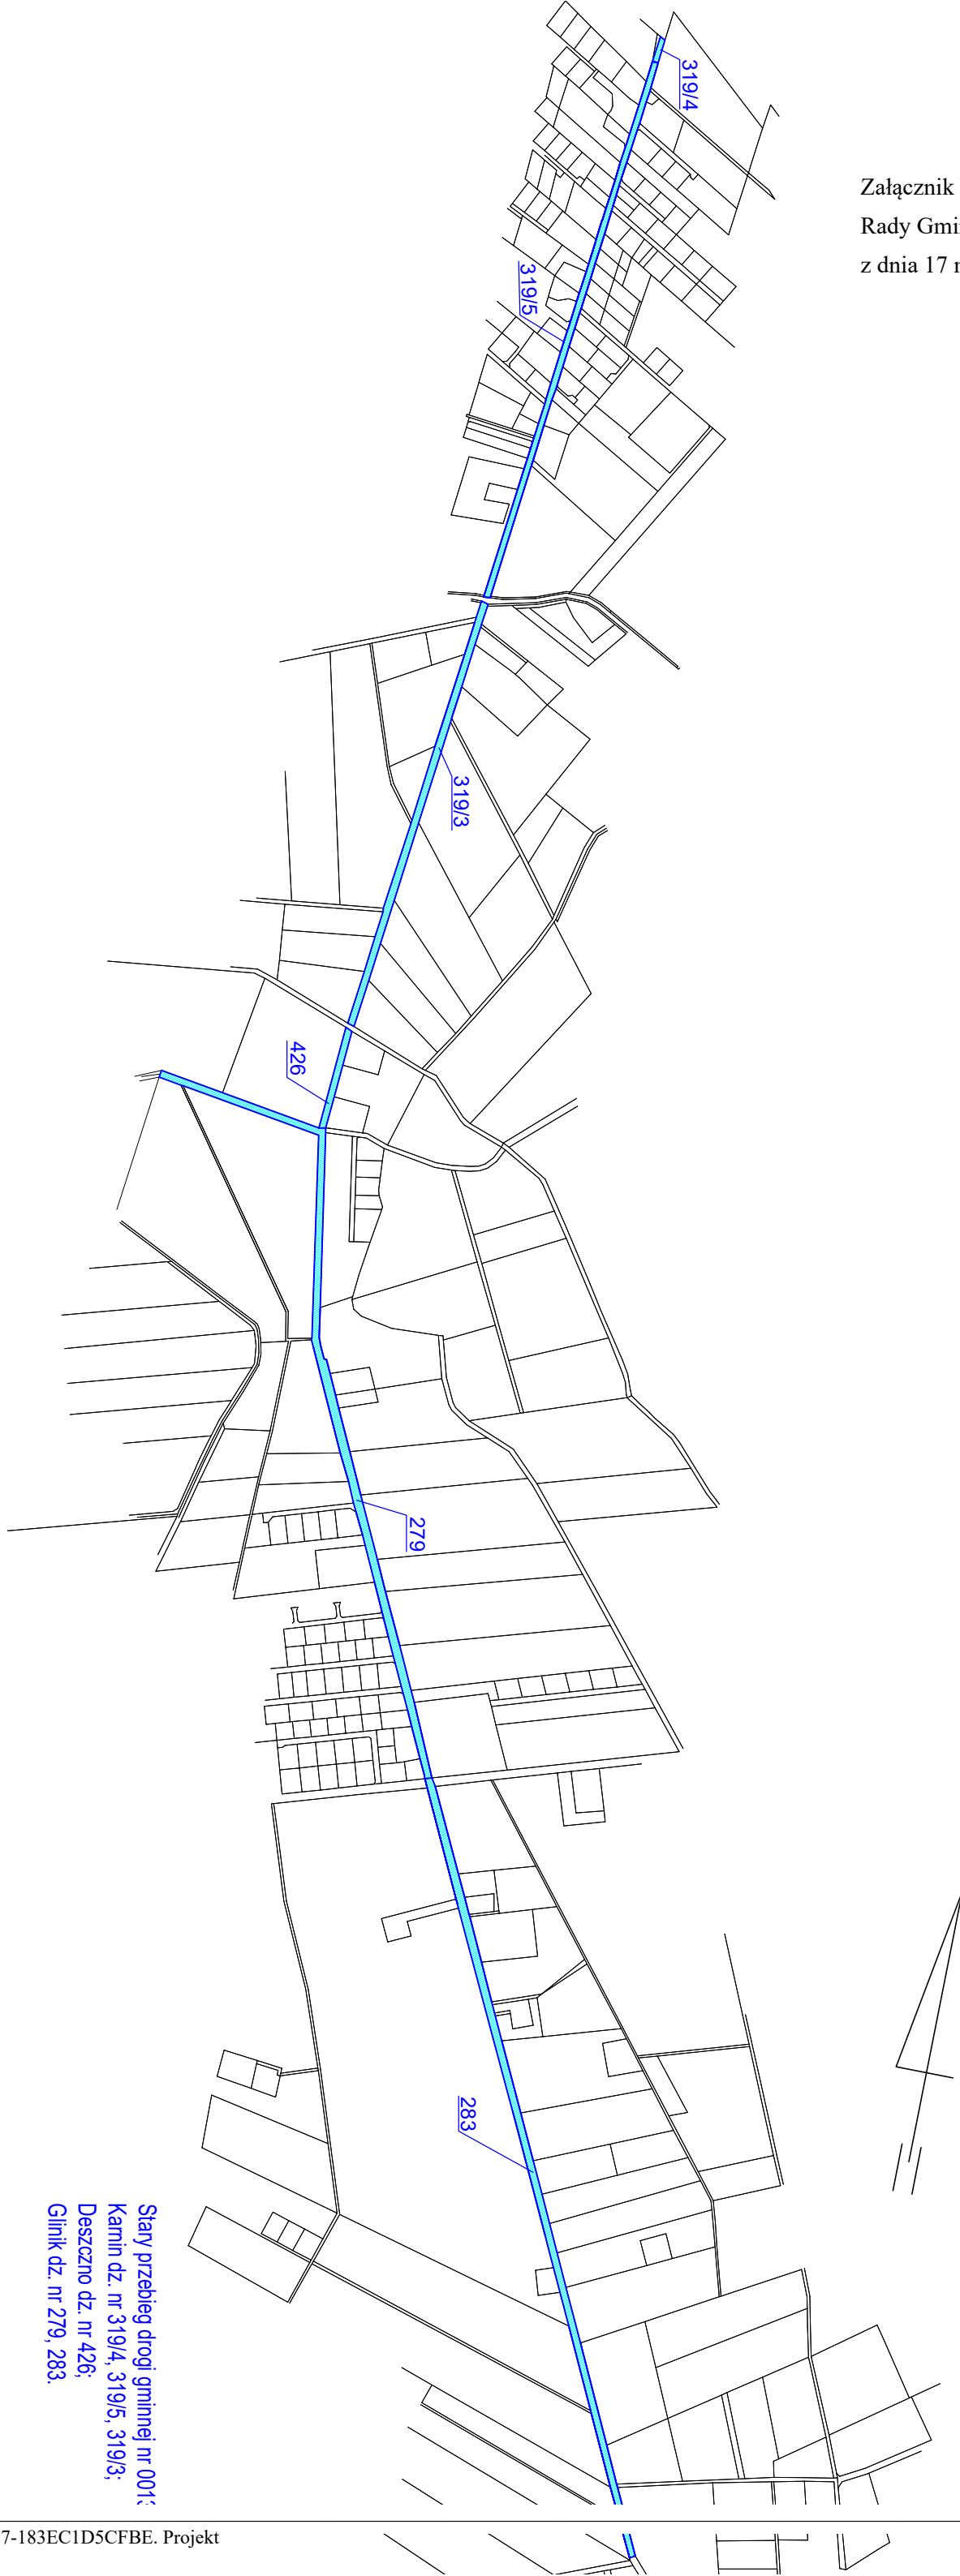 319/4
Załącznik
Rady Gmi
z dnia 17
319/5
319/3
426
279
283
Stary przebieg drogi gminnej nr 001
Karnin dz. nr 319/4, 319/5, 319/3;
Deszczno dz. nr 426;
Glinik dz. nr 279, 283.
7-183EC1D5CFBE. Projekt